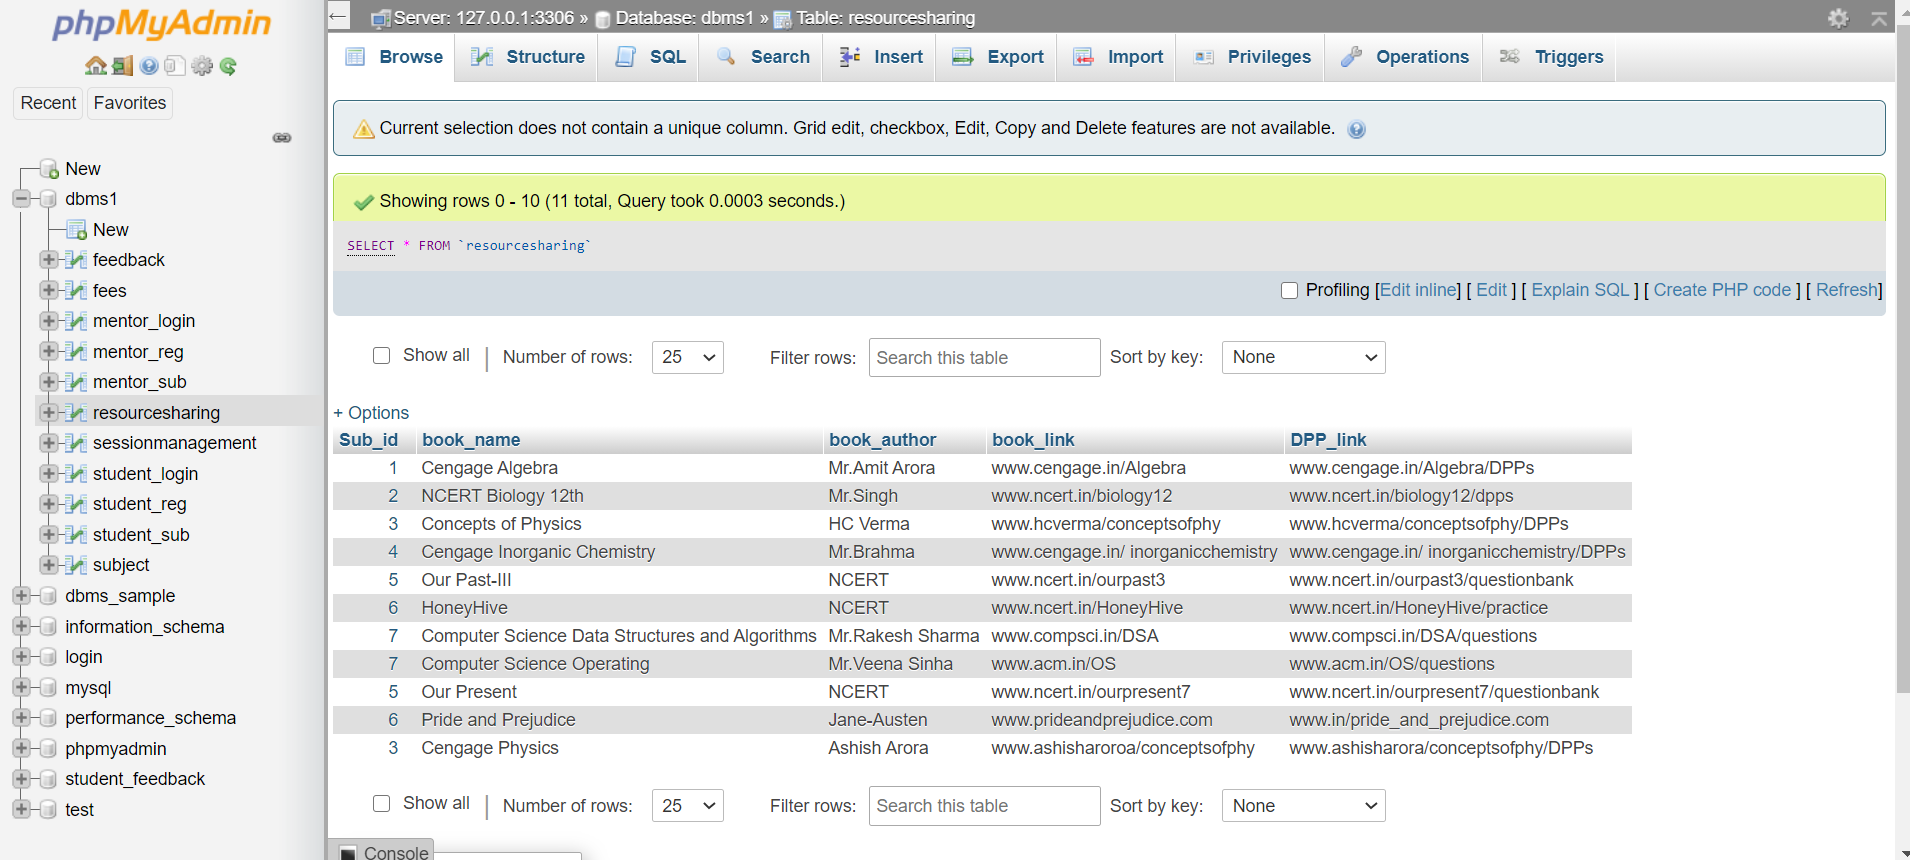 phpMyAdmin
Recent Favorites
New
dbms1
New
feedback
fees
mentor_login
mentor_reg
mentor_sub
resourcesharing
sessionmanagement
student_login
student_reg
student_sub
subject
dbms_sample
information_schema
login
mysql
performance_schema
phpmyadmin
student_feedback
test
Server: 127.0.0.1:3306 » Database: dbms1 » Table: resourcesharing
Browse Structure SQL Search Insert Export Import Privileges Operations Triggers
Current selection does not contain a unique column. Grid edit, checkbox, Edit, Copy and Delete features are not available.
Showing rows 0 - 10 (11 total, Query took 0.0003 seconds.)
SELECT * FROM `resourcesharing`
Profiling [Edit inline] [ Edit ] [ Explain SQL ] [ Create PHP code ] [ Refresh]
Show all | Number of rows: 25 Filter rows: Search this table Sort by key: None
+ Options
Sub_id book_name book_author book_link DPP_link
1 Cengage Algebra Mr.Amit Arora www.cengage.in/Algebra www.cengage.in/Algebra/DPPs
2 NCERT Biology 12th Mr.Singh www.ncert.in/biology12 www.ncert.in/biology12/dpps
3 Concepts of Physics HC Verma www.hcverma/conceptsofphy www.hcverma/conceptsofphy/DPPs
4 Cengage Inorganic Chemistry Mr.Brahma www.cengage.in/ inorganicchemistry www.cengage.in/ inorganicchemistry/DPPs
5 Our Past-III NCERT www.ncert.in/ourpast3 www.ncert.in/ourpast3/questionbank
6 HoneyHive NCERT www.ncert.in/HoneyHive www.ncert.in/HoneyHive/practice
7 Computer Science Data Structures and Algorithms Mr.Rakesh Sharma www.compsci.in/DSA www.compsci.in/DSA/questions
7 Computer Science Operating Mr.Veena Sinha www.acm.in/OS www.acm.in/OS/questions
5 Our Present NCERT www.ncert.in/ourpresent7 www.ncert.in/ourpresent7/questionbank
6 Pride and Prejudice Jane-Austen www.prideandprejudice.com www.in/pride_and_prejudice.com
3 Cengage Physics Ashish Arora www.ashisharoroa/conceptsofphy www.ashisharora/conceptsofphy/DPPs
Show all | Number of rows: 25 Filter rows: Search this table Sort by key: None
Console